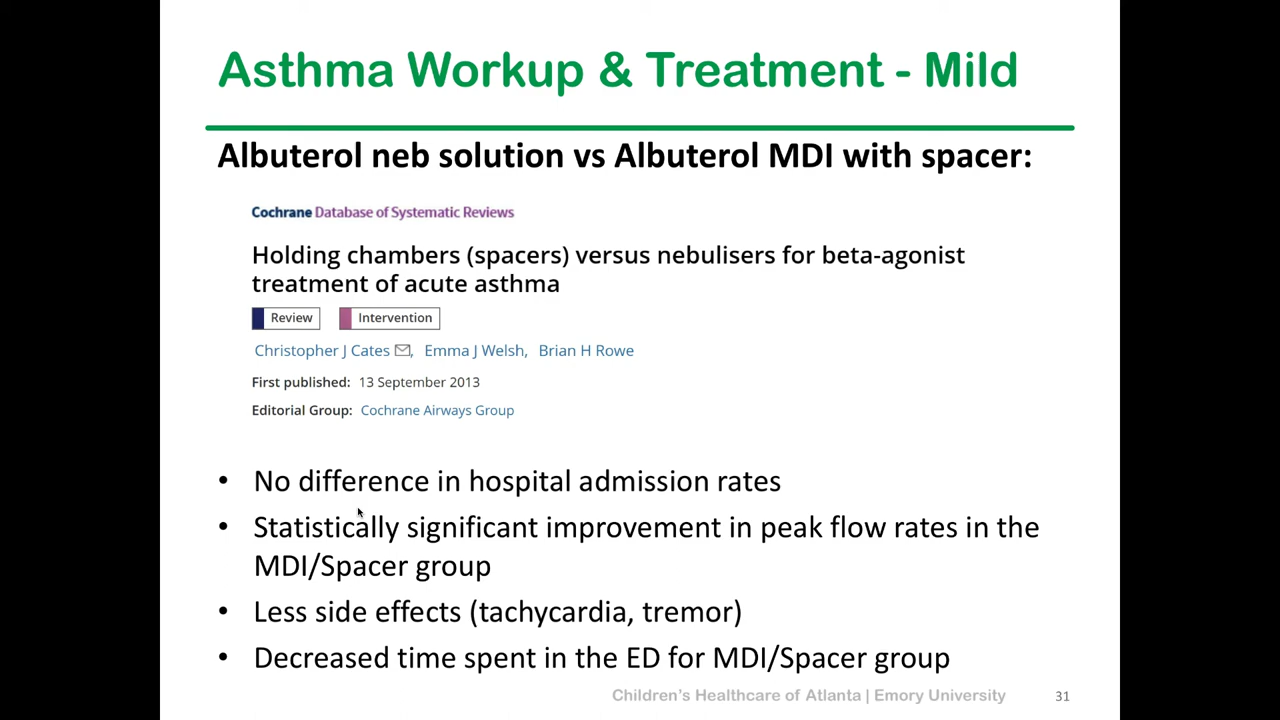 Asthma Workup & Treatment - Mild
Albuterol neb solution vs Albuterol MDI with spacer:
Cochrane Database of Systematic Reviews
Holding chambers (spacers) versus nebulisers for beta-agonist
treatment of acute asthma
Review Intervention
Christopher J Cates , Emma J Welsh, Brian H Rowe
First published: 13 September 2013
Editorial Group: Cochrane Airways Group
• No difference in hospital admission rates
• Statistically significant improvement in peak flow rates in the
MDI/Spacer group
• Less side effects (tachycardia, tremor)
• Decreased time spent in the ED for MDI/Spacer group
Children's Healthcare of Atlanta | Emory University 31